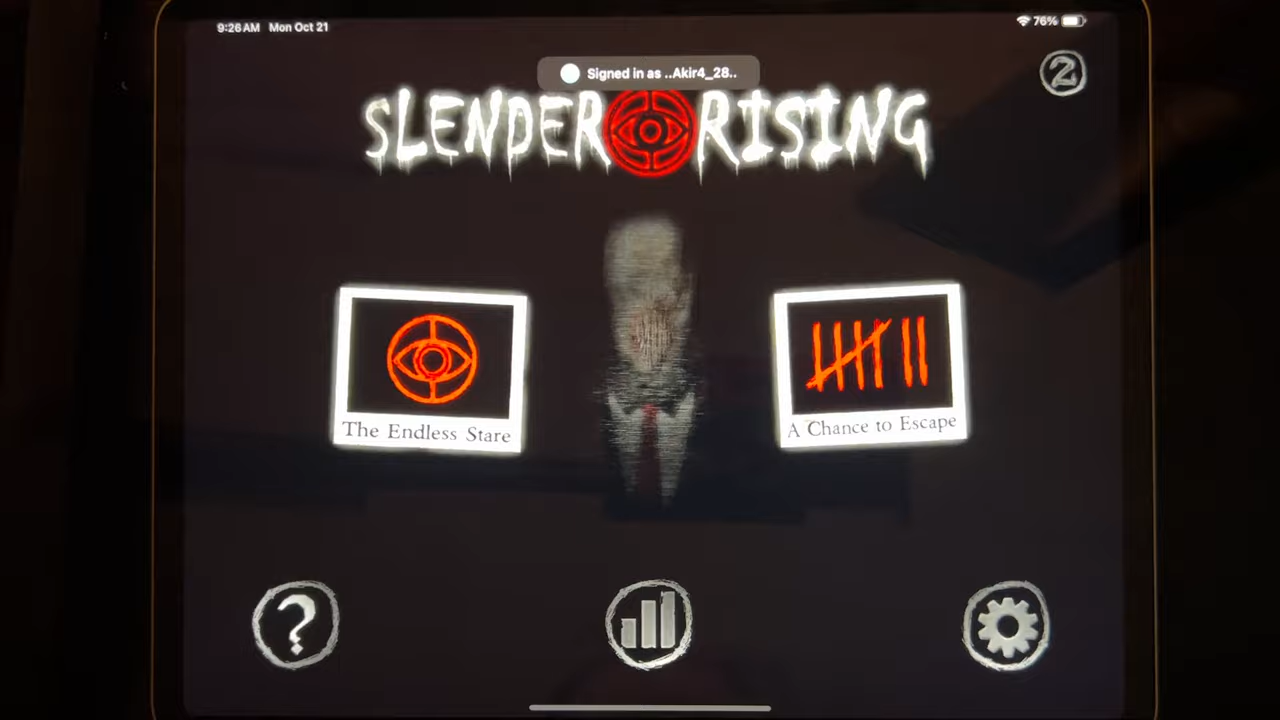 9:26 AM Mon Oct 21
76%
Signed in as ..Akir4_28..
2
SLENDER RISING
The Endless Stare
A Chance to Escape
?